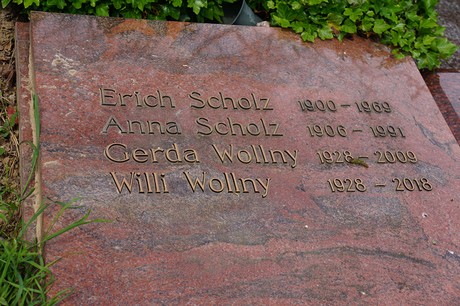 Erich Scholz 1900 - 1969
Anna Scholz 1906 - 1991
Gerda Wollny 1928 - 2009
Willi Wollny 1928 - 2018